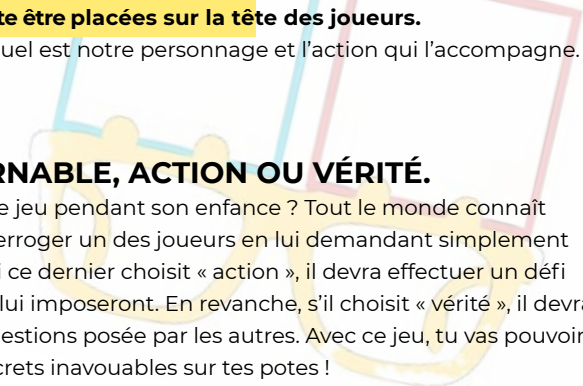 te être placées sur la tête des joueurs.
uel est notre personnage et l’action qui l’accompagne.
RNABLE, ACTION OU VÉRITÉ.
e jeu pendant son enfance ? Tout le monde connaît
erroger un des joueurs en lui demandant simplement
i ce dernier choisit « action », il devra effectuer un défi
lui imposeront. En revanche, s’il choisit « vérité », il devra
estions posée par les autres. Avec ce jeu, tu vas pouvoir
crets inavouables sur tes potes !